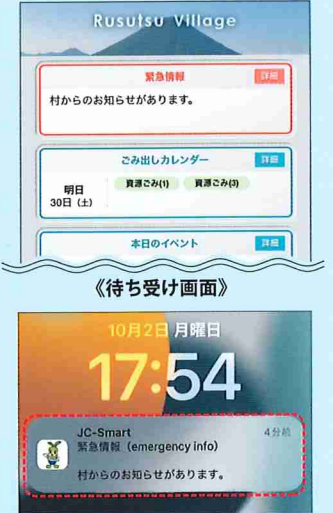 Rusutsu Village
緊急情報 詳細
村からのお知らせがあります。
ごみ出しカレンダー 詳細
明日
30日（土）
資源ごみ(1) 資源ごみ(3)
本日のイベント 詳細
《待ち受け画面》
10月2日 月曜日
17:54
JC-Smart 4分前
緊急情報（emergency info）
村からのお知らせがあります。